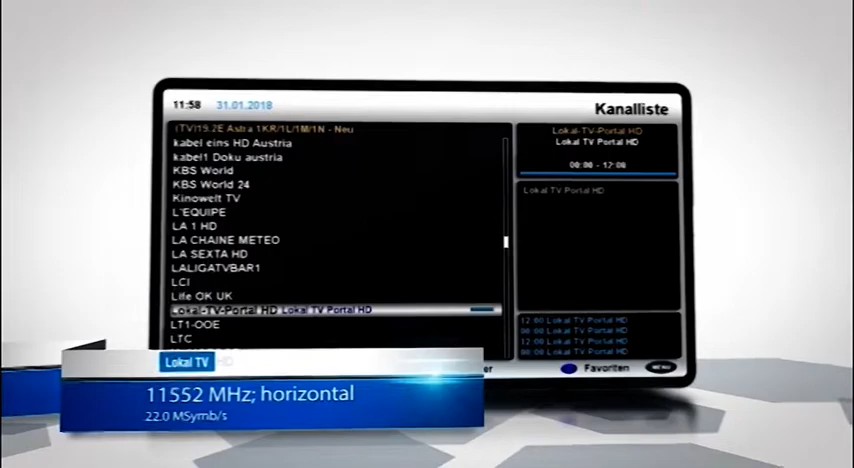 11:58 31.01.2018 Kanalliste
(TV)19.2E Astra 1KR/1L/1M/1N - Neu
kabel eins HD Austria
kabel1 Doku austria
KBS World
KBS World 24
Kinowelt TV
L'EQUIPE
LA 1 HD
LA CHAINE METEO
LA SEXTA HD
LALIGATVBAR1
LCI
Life OK UK
Lokal-TV-Portal HD Lokal TV Portal HD
LT1-OOE
LTC
Lokal-TV-Portal HD
Lokal TV Portal HD
00:00 - 12:00
Lokal TV Portal HD
12:00 Lokal TV Portal HD
00:00 Lokal TV Portal HD
12:00 Lokal TV Portal HD
00:00 Lokal TV Portal HD
Favoriten MENU
Lokal TV HD
11552 MHz; horizontal
22.0 MSymb/s